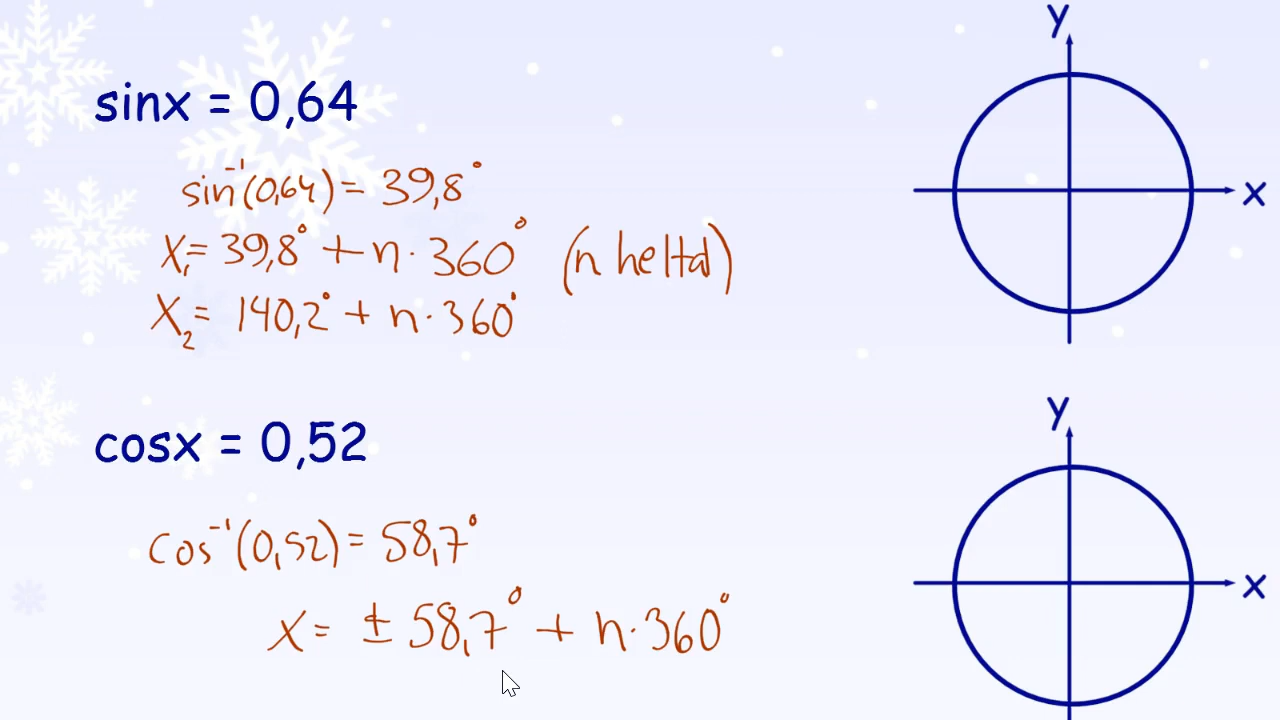 sinx = 0,64
sin⁻¹(0,64) = 39,8°
x₁ = 39,8° + n · 360° (n heltal)
x₂ = 140,2° + n · 360°
cosx = 0,52
cos⁻¹(0,52) = 58,7°
x = ± 58,7° + n · 360°
y
x
y
x